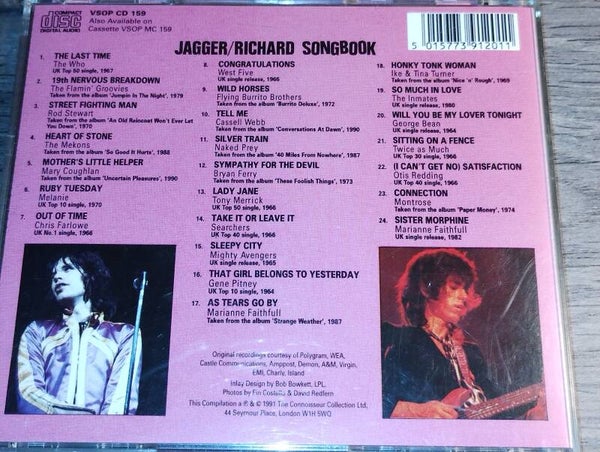 COMPACT
disc
DIGITAL AUDIO
VSOP CD 159
Also Available on
Cassette VSOP MC 159
5 015773 912011
JAGGER/RICHARD SONGBOOK
1. THE LAST TIME
The Who
UK Top 50 single, 1967
2. 19th NERVOUS BREAKDOWN
The Flamin' Groovies
Taken from the album 'Jumpin In The Night', 1979
3. STREET FIGHTING MAN
Rod Stewart
Taken from the album 'An Old Raincoat Won't Ever Let
You Down', 1970
4. HEART OF STONE
The Mekons
Taken from the album 'So Good It Hurts', 1988
5. MOTHER'S LITTLE HELPER
Mary Coughlan
Taken from the album 'Uncertain Pleasures', 1990
6. RUBY TUESDAY
Melanie
UK Top 10 single, 1970
7. OUT OF TIME
Chris Farlowe
UK No.1 single, 1966
8. CONGRATULATIONS
West Five
UK single release, 1965
9. WILD HORSES
Flying Burrito Brothers
Taken from the album 'Burrito Deluxe', 1972
10. TELL ME
Cassell Webb
Taken from the album 'Conversations At Dawn', 1990
11. SILVER TRAIN
Naked Prey
Taken from the album '40 Miles From Nowhere', 1987
12. SYMPATHY FOR THE DEVIL
Bryan Ferry
Taken from the album 'These Foolish Things', 1973
13. LADY JANE
Tony Merrick
UK Top 50 single, 1966
14. TAKE IT OR LEAVE IT
Searchers
UK Top 40 single, 1966
15. SLEEPY CITY
Mighty Avengers
UK single release, 1965
16. THAT GIRL BELONGS TO YESTERDAY
Gene Pitney
UK Top 10 single, 1964
17. AS TEARS GO BY
Marianne Faithfull
Taken from the album 'Strange Weather', 1987
18. HONKY TONK WOMAN
Ike & Tina Turner
Taken from the album 'Nice 'n' Rough', 1969
19. SO MUCH IN LOVE
The Inmates
UK single release, 1980
20. WILL YOU BE MY LOVER TONIGHT
George Bean
UK single release, 1964
21. SITTING ON A FENCE
Twice as Much
UK Top 30 single, 1966
22. (I CAN'T GET NO) SATISFACTION
Otis Redding
UK Top 40 single, 1966
23. CONNECTION
Montrose
Taken from the album 'Paper Money', 1974
24. SISTER MORPHINE
Marianne Faithfull
UK single release, 1982
Original recordings courtesy of Polygram, WEA,
Castle Communications, Amppost, Demon, A&M, Virgin,
EMI, Charly, Island
Inlay Design by Bob Bowkett, LPL.
Photos by Fin Costello & David Redfern
This Compilation ℗ & © 1991 The Connoisseur Collection Ltd,
44 Seymour Place, London W1H 5WQ